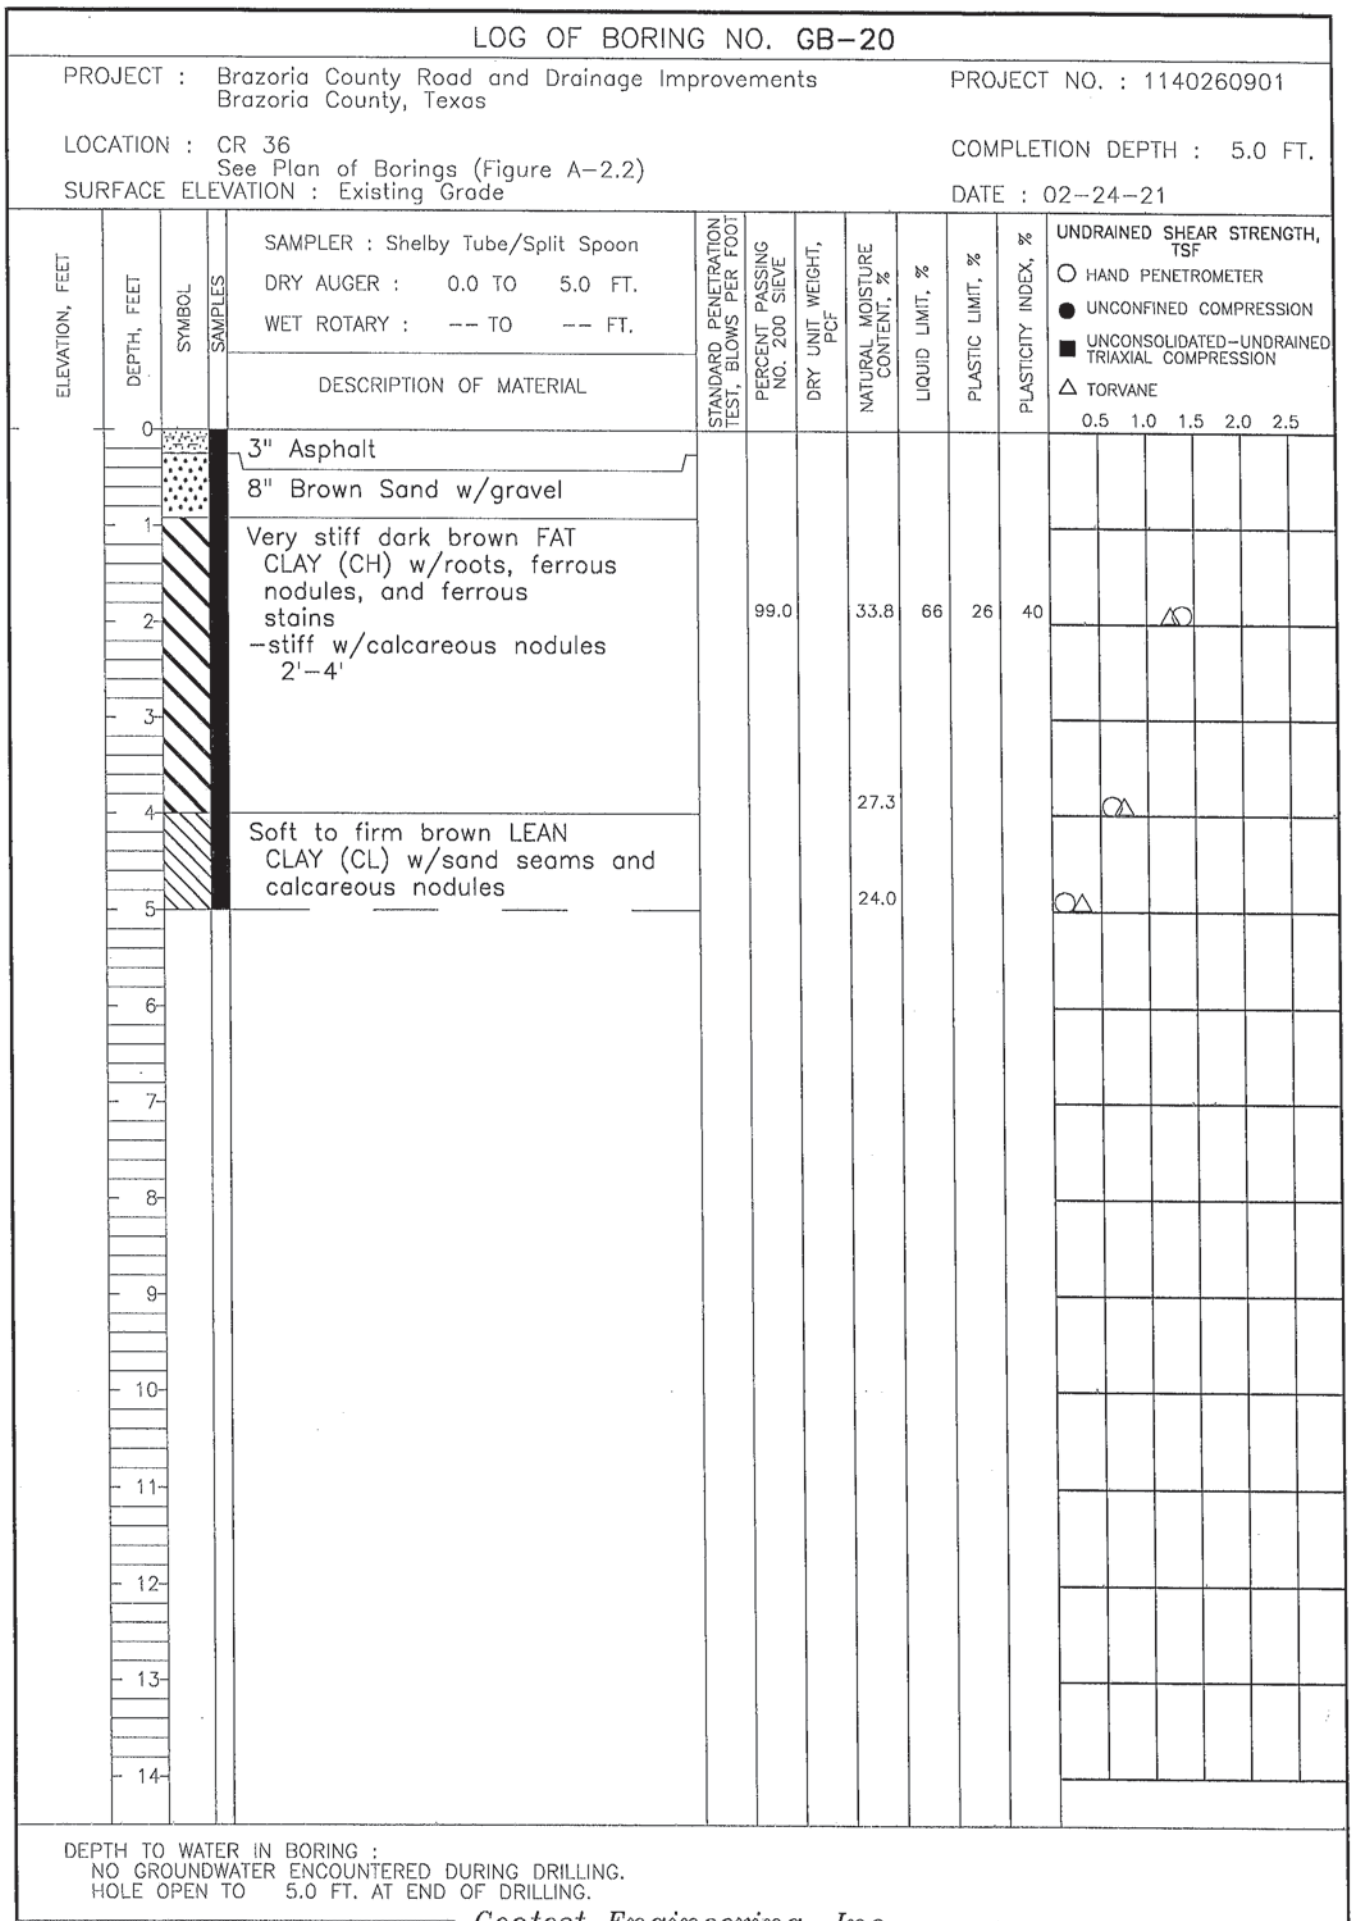 LOG OF BORING NO. GB-20
PROJECT : Brazoria County Road and Drainage Improvements
Brazoria County, Texas
PROJECT NO. : 1140260901
LOCATION : CR 36
See Plan of Borings (Figure A-2.2)
COMPLETION DEPTH : 5.0 FT.
SURFACE ELEVATION : Existing Grade
DATE : 02-24-21
ELEVATION, FEET
DEPTH, FEET
SYMBOL
SAMPLES
SAMPLER : Shelby Tube/Split Spoon
DRY AUGER : 0.0 TO 5.0 FT.
WET ROTARY : -- TO -- FT.
DESCRIPTION OF MATERIAL
STANDARD PENETRATION
TEST, BLOWS PER FOOT
PERCENT PASSING
NO. 200 SIEVE
DRY UNIT WEIGHT,
PCF
NATURAL MOISTURE
CONTENT, %
LIQUID LIMIT, %
PLASTIC LIMIT, %
PLASTICITY INDEX, %
UNDRAINED SHEAR STRENGTH,
TSF
HAND PENETROMETER
UNCONFINED COMPRESSION
UNCONSOLIDATED-UNDRAINED
TRIAXIAL COMPRESSION
TORVANE
0.5 1.0 1.5 2.0 2.5
0
3" Asphalt
8" Brown Sand w/gravel
1
Very stiff dark brown FAT
CLAY (CH) w/roots, ferrous
nodules, and ferrous
stains
2
99.0 33.8 66 26 40
-stiff w/calcareous nodules
2'-4'
3
27.3
4
Soft to firm brown LEAN
CLAY (CL) w/sand seams and
calcareous nodules
24.0
5
6
7
8
9
10
11
12
13
14
DEPTH TO WATER IN BORING :
NO GROUNDWATER ENCOUNTERED DURING DRILLING.
HOLE OPEN TO 5.0 FT. AT END OF DRILLING.
Geotest Engineering, Inc.